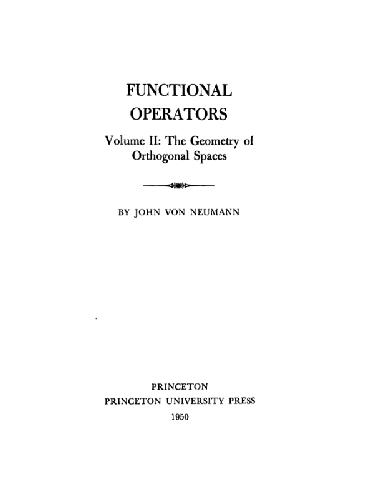 FUNCTIONAL
OPERATORS
Volume II: The Geometry of
Orthogonal Spaces
BY JOHN VON NEUMANN
PRINCETON
PRINCETON UNIVERSITY PRESS
1950